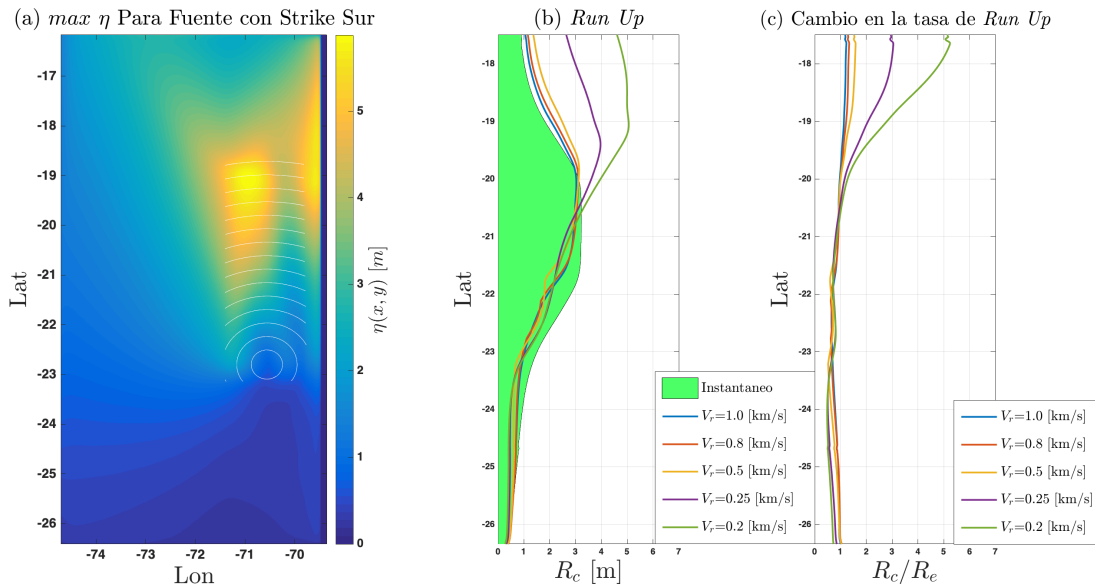 (a) max η Para Fuente con Strike Sur
-17
-18
-19
-20
-21
-22
-23
-24
-25
-26
Lat
-74
-73
-72
-71
-70
Lon
5
4
3
2
1
0
η(x, y) [m]
(b) Run Up
-18
-19
-20
-21
-22
-23
-24
-25
-26
Lat
0
1
2
3
4
5
6
7
R_c [m]
Instantaneo
V_r=1.0 [km/s]
V_r=0.8 [km/s]
V_r=0.5 [km/s]
V_r=0.25 [km/s]
V_r=0.2 [km/s]
(c) Cambio en la tasa de Run Up
-18
-19
-20
-21
-22
-23
-24
-25
-26
Lat
0
1
2
3
4
5
6
7
R_c/R_e
V_r=1.0 [km/s]
V_r=0.8 [km/s]
V_r=0.5 [km/s]
V_r=0.25 [km/s]
V_r=0.2 [km/s]